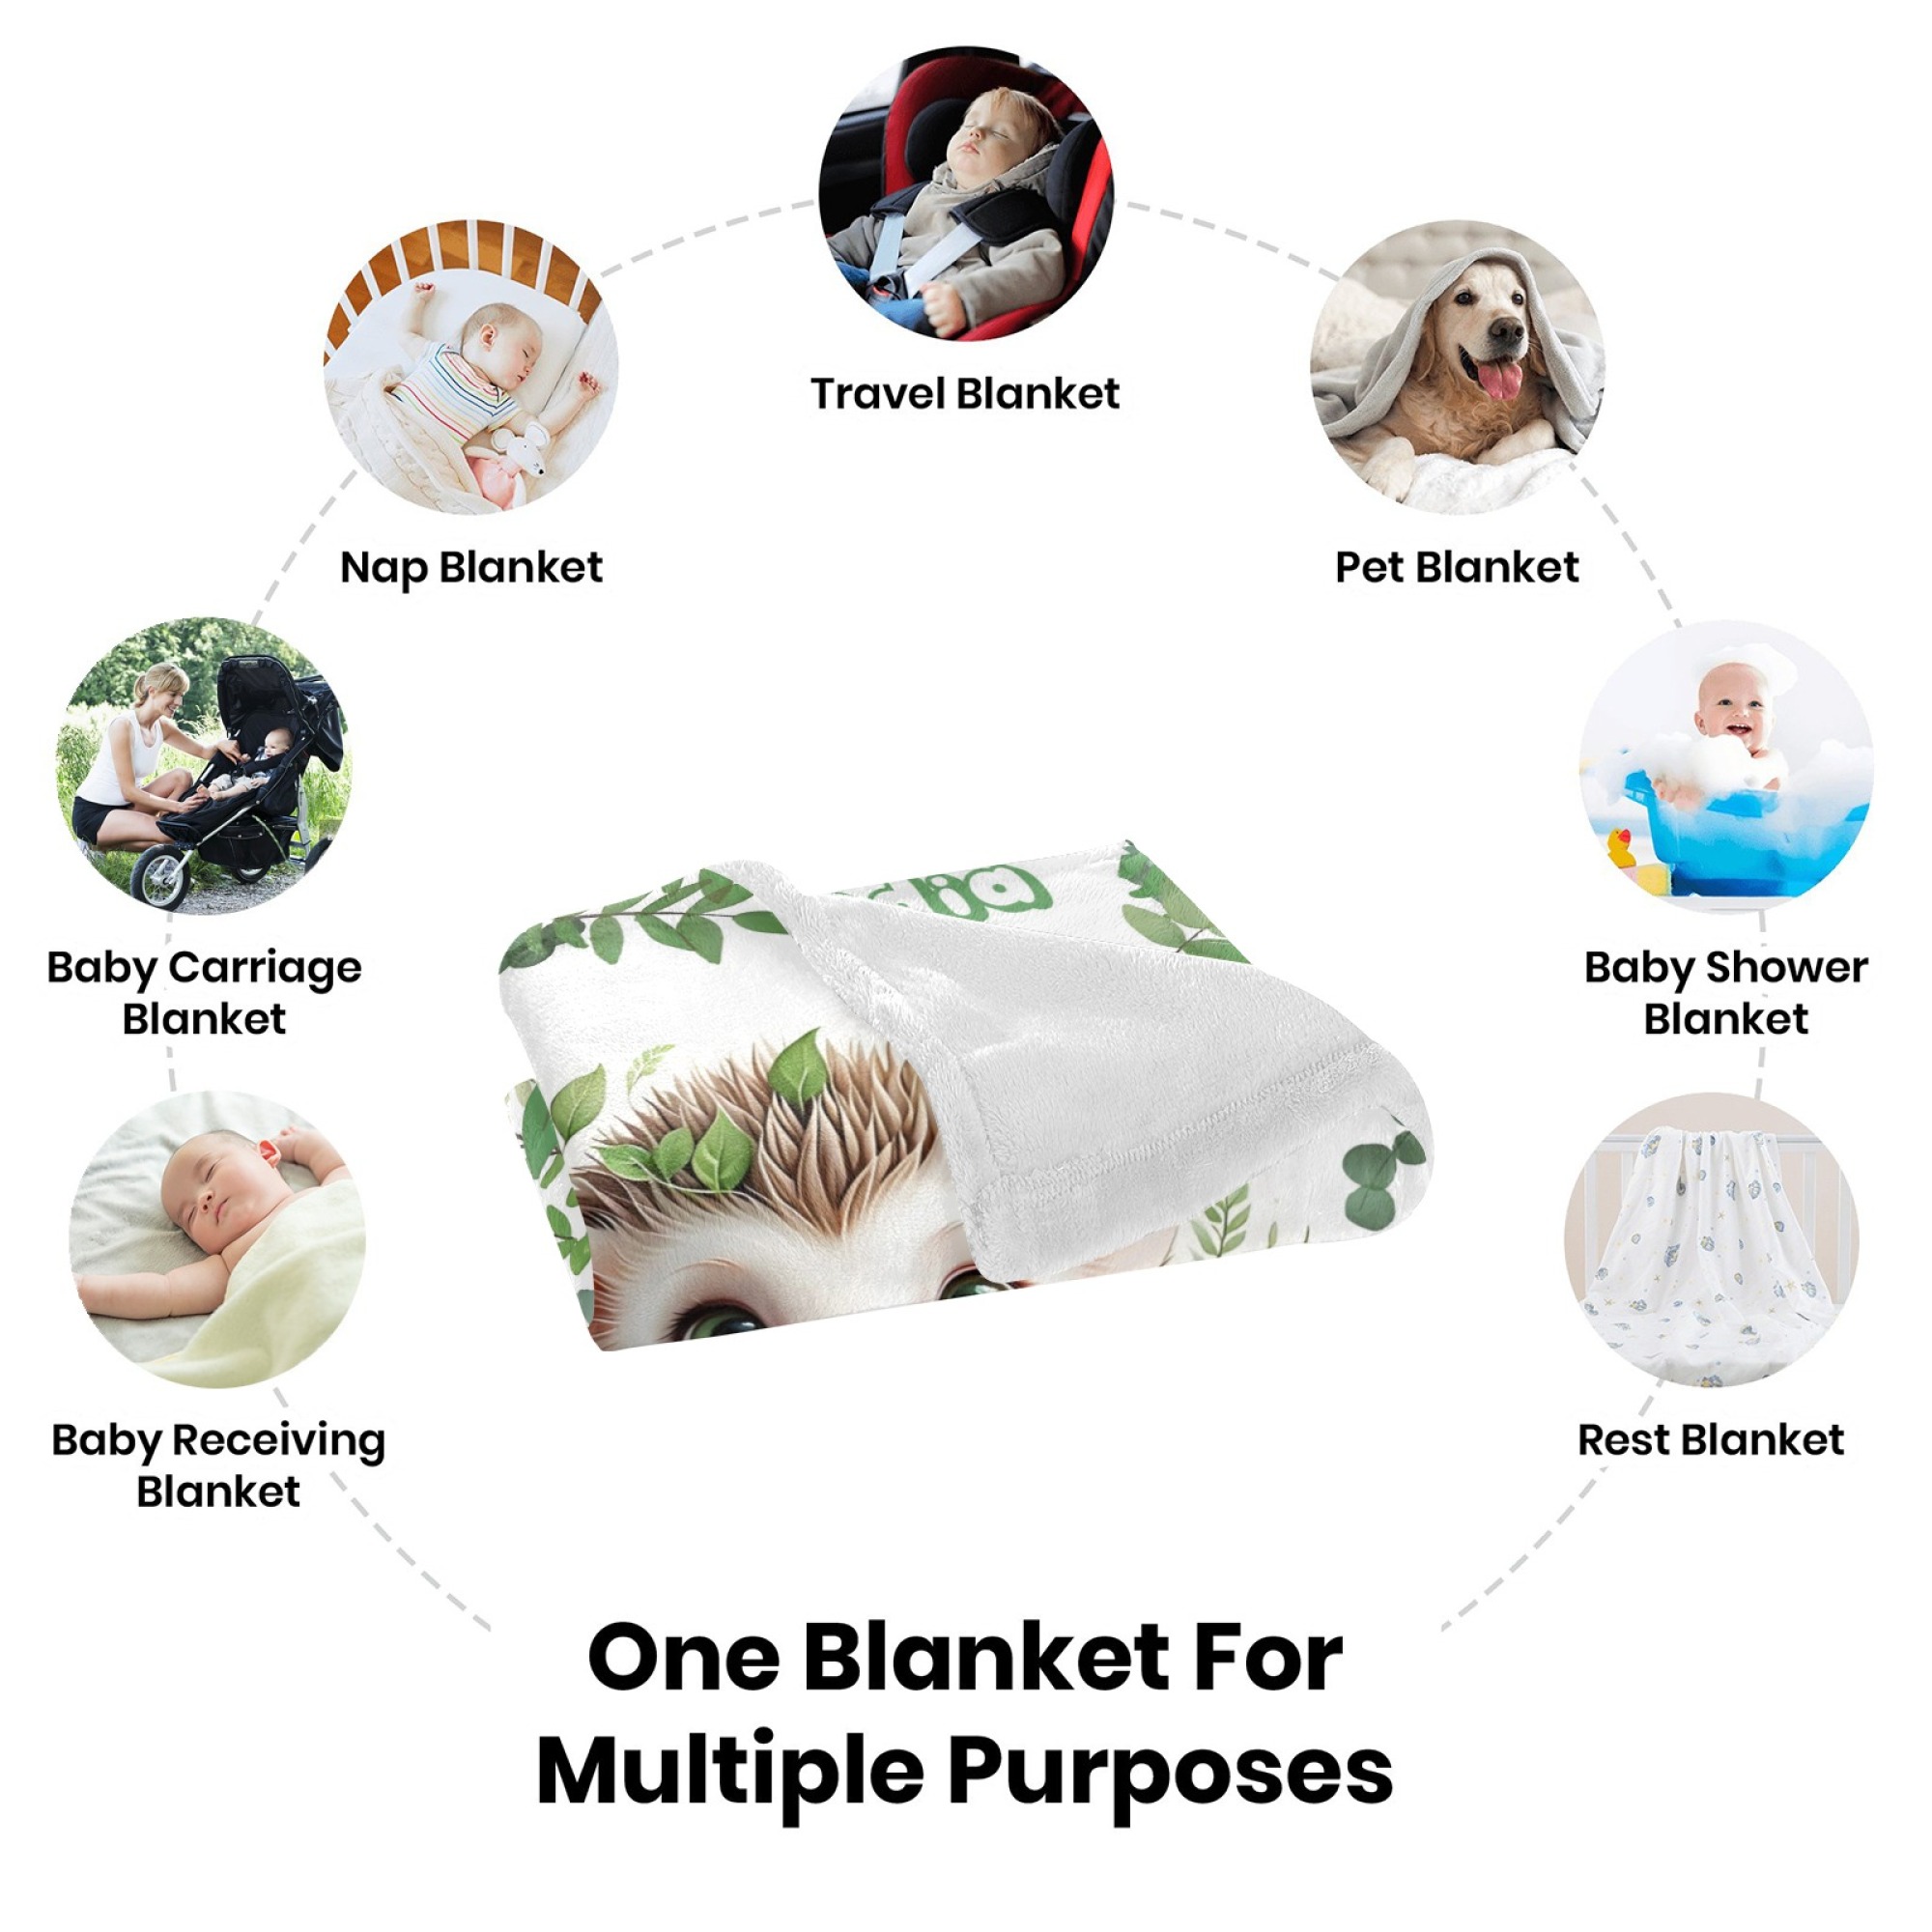 Travel Blanket
Nap Blanket
Pet Blanket
Baby Carriage
Blanket
Baby Shower
Blanket
Baby Receiving
Blanket
Rest Blanket
One Blanket For
Multiple Purposes